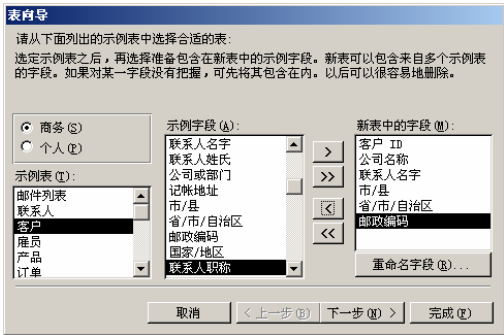 表向导
请从下面列出的示例表中选择合适的表:
选定示例表之后，再选择准备包含在新表中的示例字段。新表可以包含来自多个示例表
的字段。如果对某一字段没有把握，可先将其包含在内。以后可以很容易地删除。
商务(S)
个人(P)
示例表(T):
邮件列表
联系人
客户
雇员
产品
订单
示例字段(A):
联系人名字
联系人姓氏
公司或部门
记帐地址
市/县
省/市/自治区
邮政编码
国家/地区
联系人职称
>
>>
<
<<
新表中的字段(M):
客户 ID
公司名称
联系人名字
市/县
省/市/自治区
邮政编码
重命名字段(R)...
取消
< 上一步(B)
下一步(N) >
完成(F)